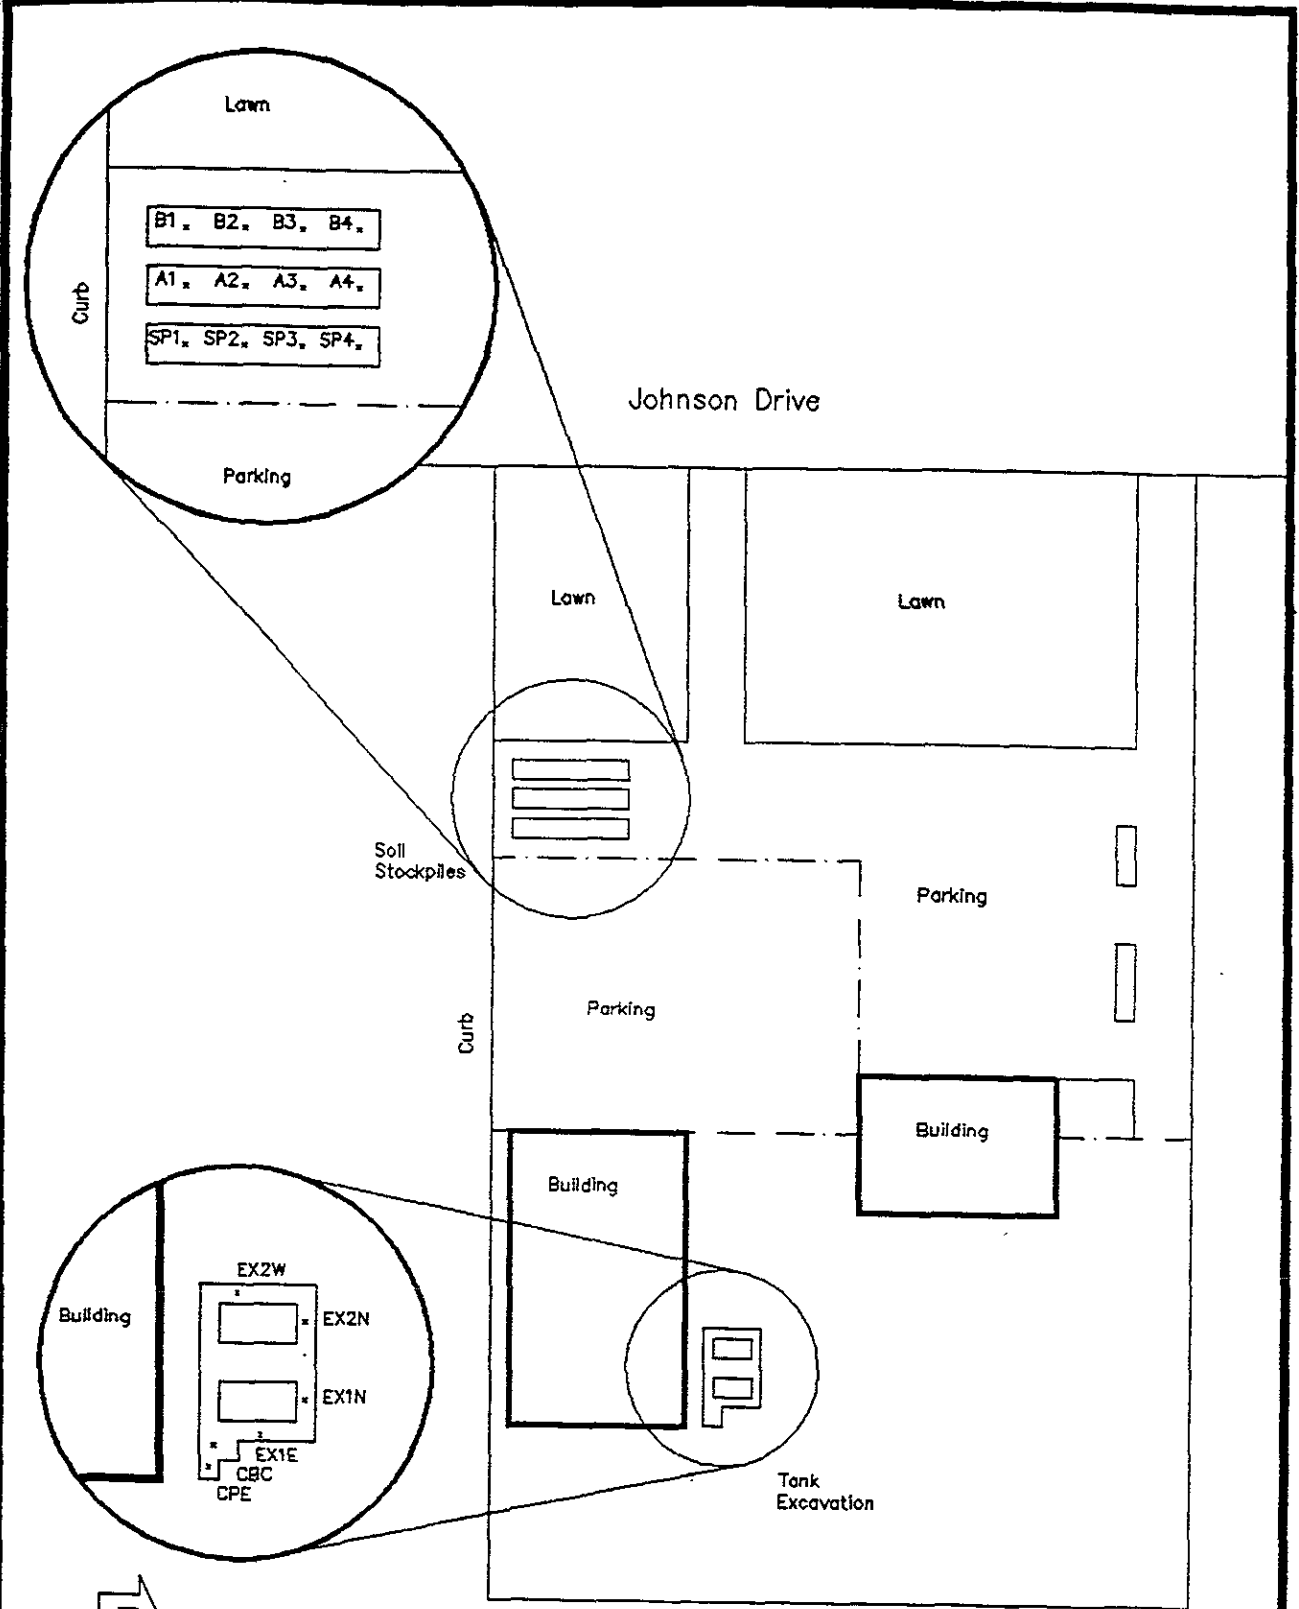 Lawn
B1 B2 B3 B4
A1 A2 A3 A4
SP1 SP2 SP3 SP4
Curb
Parking
Johnson Drive
Lawn
Lawn
Soil
Stockpiles
Parking
Parking
Curb
Building
Building
EX2W
Building
EX2N
EX1N
EX1E
CBC
CPE
Tank
Excavation